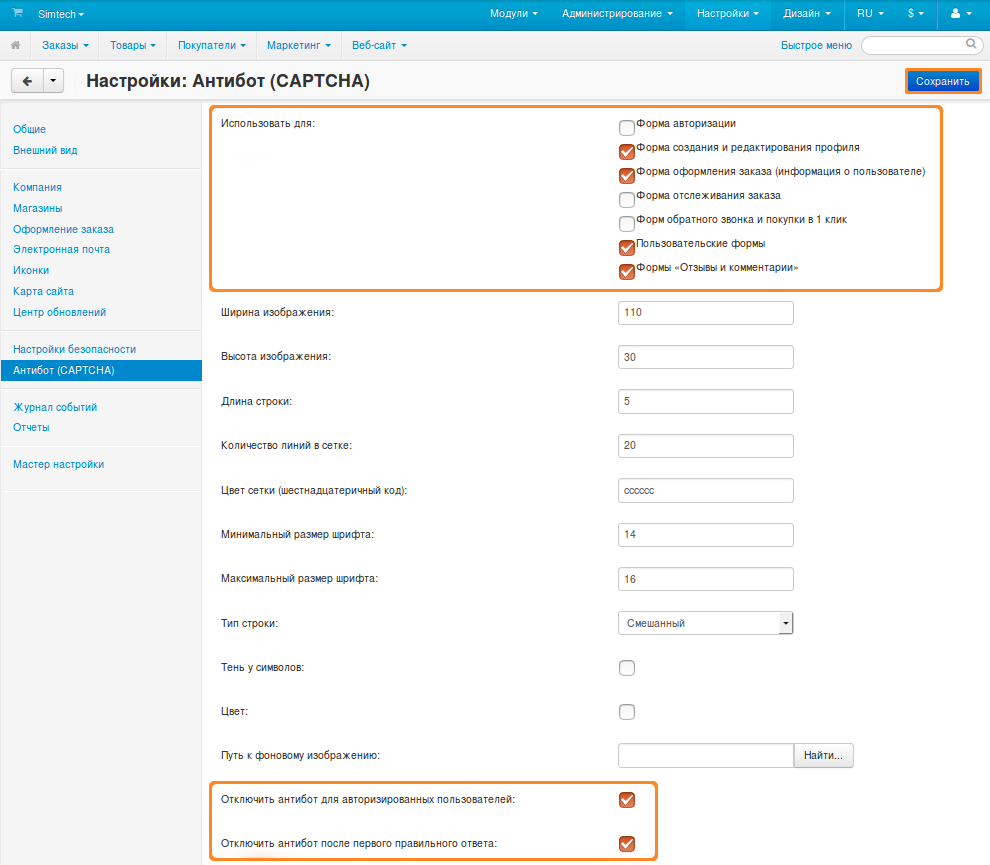 Simtech
Модули
Администрирование
Настройки
Дизайн
RU
$
Заказы
Товары
Покупатели
Маркетинг
Веб-сайт
Быстрое меню
Настройки: Антибот (CAPTCHA)
Сохранить
Общие
Внешний вид
Компания
Магазины
Оформление заказа
Электронная почта
Иконки
Карта сайта
Центр обновлений
Настройки безопасности
Антибот (CAPTCHA)
Журнал событий
Отчеты
Мастер настройки
Использовать для:
Форма авторизации
Форма создания и редактирования профиля
Форма оформления заказа (информация о пользователе)
Форма отслеживания заказа
Форм обратного звонка и покупки в 1 клик
Пользовательские формы
Формы «Отзывы и комментарии»
Ширина изображения: 110
Высота изображения: 30
Длина строки: 5
Количество линий в сетке: 20
Цвет сетки (шестнадцатеричный код): cccccc
Минимальный размер шрифта: 14
Максимальный размер шрифта: 16
Тип строки: Смешанный
Тень у символов:
Цвет:
Путь к фоновому изображению: Найти...
Отключить антибот для авторизированных пользователей:
Отключить антибот после первого правильного ответа: